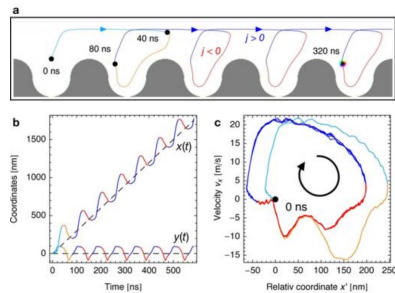 a
40 ns
80 ns
j < 0
j > 0
320 ns
0 ns
b
c
1500
1000
500
0
x(t)
y(t)
Coordinates [nm]
0 100 200 300 400 500
Time [ns]
20
15
10
5
0
-5
-10
-15
0 ns
Velocity vₓ [m/s]
-50 0 50 100 150 200 250
Relativ coordinate x' [nm]